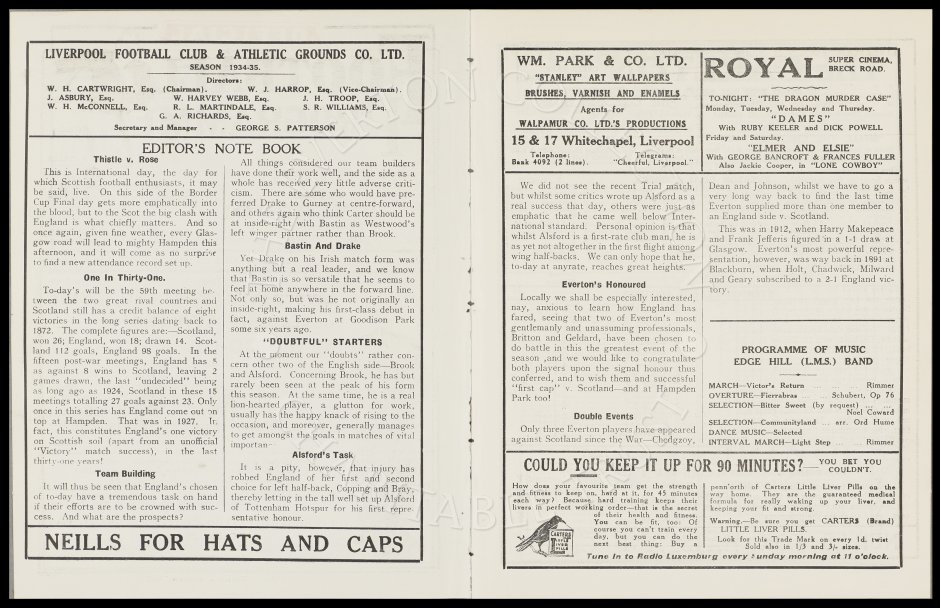 LIVERPOOL FOOTBALL CLUB & ATHLETIC GROUNDS CO. LTD.
SEASON 1934-35.
Directors:
W. H. CARTWRIGHT, Esq. (Chairman). W. J. HARROP, Esq. (Vice-Chairman).
J. ASBURY, Esq. W. HARVEY WEBB, Esq. J. H. TROOP, Esq.
W. H. McCONNELL, Esq. R. L. MARTINDALE, Esq. S. R. WILLIAMS, Esq.
G. A. RICHARDS, Esq.
Secretary and Manager - - GEORGE S. PATTERSON
EDITOR'S NOTE BOOK
Thistle v. Rose
This is International day, the day for
which Scottish football enthusiasts, it may
be said, live. On this side of the Border
Cup Final day gets more emphatically into
the blood, but to the Scot the big clash with
England is what chiefly matters. And so
once again, given fine weather, every Glas-
gow road will lead to mighty Hampden this
afternoon, and it will come as no surprise
to find a new attendance record set up.
One In Thirty-One.
To-day's will be the 59th meeting be-
tween the two great rival countries and
Scotland still has a credit balance of eight
victories in the long series dating back to
1872. The complete figures are:—Scotland,
won 26; England, won 18; drawn 14. Scot-
land 112 goals, England 98 goals. In the
fifteen post-war meetings, England has 5
as against 8 wins to Scotland, leaving 2
games drawn, the last "undecided" being
as long ago as 1924, Scotland in these 15
meetings totalling 27 goals against 23. Only
once in this series has England come out on
top at Hampden. That was in 1927. In
fact, this constitutes England's one victory
on Scottish soil (apart from an unofficial
"Victory" match success), in the last
thirty-one years!
Team Building
It will thus be seen that England's chosen
of to-day have a tremendous task on hand
if their efforts are to be crowned with suc-
cess. And what are the prospects?
All things considered our team builders
have done their work well, and the side as a
whole has received very little adverse criti-
cism. There are some who would have pre-
ferred Drake to Gurney at centre-forward,
and others again who think Carter should be
at inside-right with Bastin as Westwood's
left winger partner rather than Brook.
Bastin And Drake
Yet Drake on his Irish match form was
anything but a real leader, and we know
that Bastin is so versatile that he seems to
feel at home anywhere in the forward line.
Not only so, but was he not originally an
inside-right, making his first-class debut in
fact, against Everton at Goodison Park
some six years ago.
"DOUBTFUL" STARTERS
At the moment our "doubts" rather con-
cern other two of the English side—Brook
and Alsford. Concerning Brook, he has but
rarely been seen at the peak of his form
this season. At the same time, he is a real
lion-hearted player, a glutton for work,
usually has the happy knack of rising to the
occasion, and moreover, generally manages
to get amongst the goals in matches of vital
importan--
Alsford's Task
It is a pity, however, that injury has
robbed England of her first and second
choice for left half-back, Copping and Bray,
thereby letting in the tall well set up Alsford
of Tottenham Hotspur for his first repre-
sentative honour.
NEILLS FOR HATS AND CAPS
WM. PARK & CO. LTD.
"STANLEY" ART WALLPAPERS
BRUSHES, VARNISH AND ENAMELS
Agents for
WALPAMUR CO. LTD.'S PRODUCTIONS
15 & 17 Whitechapel, Liverpool
Telephone: Telegrams:
Bank 4092 (2 lines). "Cheerful, Liverpool."
ROYAL SUPER CINEMA,
BRECK ROAD.
TO-NIGHT: "THE DRAGON MURDER CASE"
Monday, Tuesday, Wednesday and Thursday.
"DAMES"
With RUBY KEELER and DICK POWELL
Friday and Saturday.
"ELMER AND ELSIE"
With GEORGE BANCROFT & FRANCES FULLER
Also Jackie Cooper, in "LONE COWBOY"
We did not see the recent Trial match,
but whilst some critics wrote up Alsford as a
real success that day, others were just as
emphatic that he came well below Inter-
national standard. Personal opinion is that
whilst Alsford is a first-rate club man, he is
as yet not altogether in the first flight among
wing half-backs. We can only hope that he,
to-day at anyrate, reaches great heights.
Everton's Honoured
Locally we shall be especially interested,
nay, anxious to learn how England has
fared, seeing that two of Everton's most
gentlemanly and unassuming professionals,
Britton and Geldard, have been chosen to
do battle in this the greatest event of the
season ,and we would like to congratulate
both players upon the signal honour thus
conferred, and to wish them and successful
"first cap" v. Scotland—and at Hampden
Park too!
Double Events
Only three Everton players have appeared
against Scotland since the War—Chedgzoy,
Dean and Johnson, whilst we have to go a
very long way back to find the last time
Everton supplied more than one member to
an England side v. Scotland.
This was in 1912, when Harry Makepeace
and Frank Jefferis figured in a 1-1 draw at
Glasgow. Everton's most powerful repre-
sentation, however, was way back in 1891 at
Blackburn, when Holt, Chadwick, Milward
and Geary subscribed to a 2-1 England vic-
tory.
PROGRAMME OF MUSIC
EDGE HILL (L.M.S.) BAND
MARCH—Victor's Return ... ... Rimmer
OVERTURE—Fierrabras ... ... Schubert, Op 76
SELECTION—Bitter Sweet (by request) ... ...
Noel Coward
SELECTION—Communityland ... arr. Ord Hume
DANCE MUSIC—Selected
INTERVAL MARCH—Light Step ... Rimmer
COULD YOU KEEP IT UP FOR 90 MINUTES?— YOU BET YOU
COULDN'T.
How does your favourite team get the strength
and fitness to keep on, hard at it, for 45 minutes
each way? Because hard training keeps their
livers in perfect working order—that is the secret
of their health and fitness.
You can be fit, too: Of
course you can't train every
day, but you can do the
next best thing: Buy a
CARTERS LITTLE LIVER PILLS
penn'orth of Carters Little Liver Pills on the
way home. They are the guaranteed medical
formula for really waking up your liver, and
keeping your fit and strong.
Warning.—Be sure you get CARTERS (Brand)
LITTLE LIVER PILLS.
Look for this Trade Mark on every 1d. twist
Sold also in 1/3 and 3/- sizes.
Tune in to Radio Luxemburg every Sunday morning at 11 o'clock.